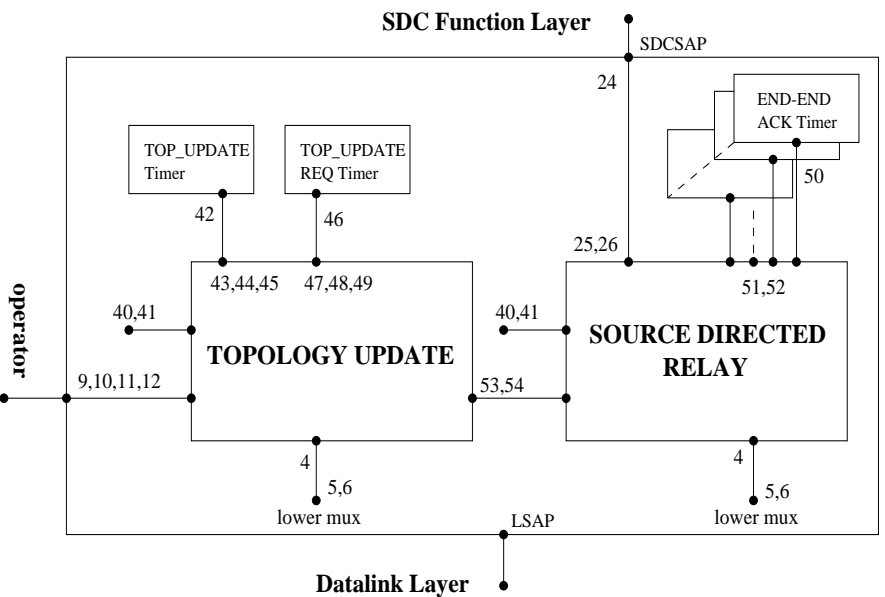 SDC Function Layer
SDCSAP
24
END-END
ACK Timer
TOP_UPDATE
Timer
TOP_UPDATE
REQ Timer
50
42
46
25,26
43,44,45
47,48,49
51,52
operator
40,41
40,41
TOPOLOGY UPDATE
SOURCE DIRECTED
RELAY
9,10,11,12
53,54
4
4
5,6
5,6
lower mux
LSAP
lower mux
Datalink Layer